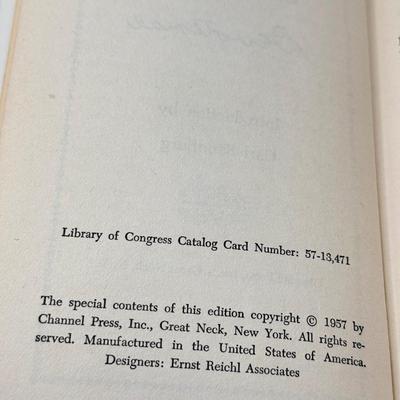 Library of Congress Catalog Card Number: 57-13,471
The special contents of this edition copyright © 1957 by
Channel Press, Inc., Great Neck, New York. All rights re-
served. Manufactured in the United States of America.
Designers: Ernst Reichl Associates